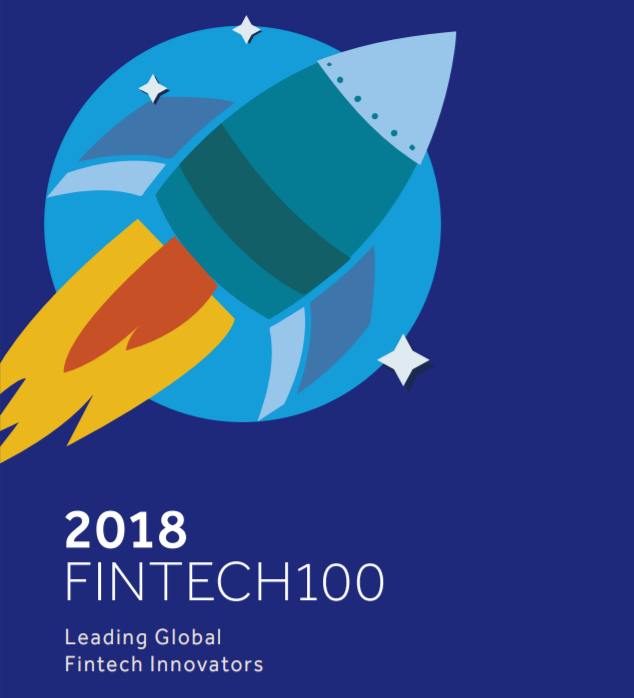 2018
FINTECH100
Leading Global
Fintech Innovators